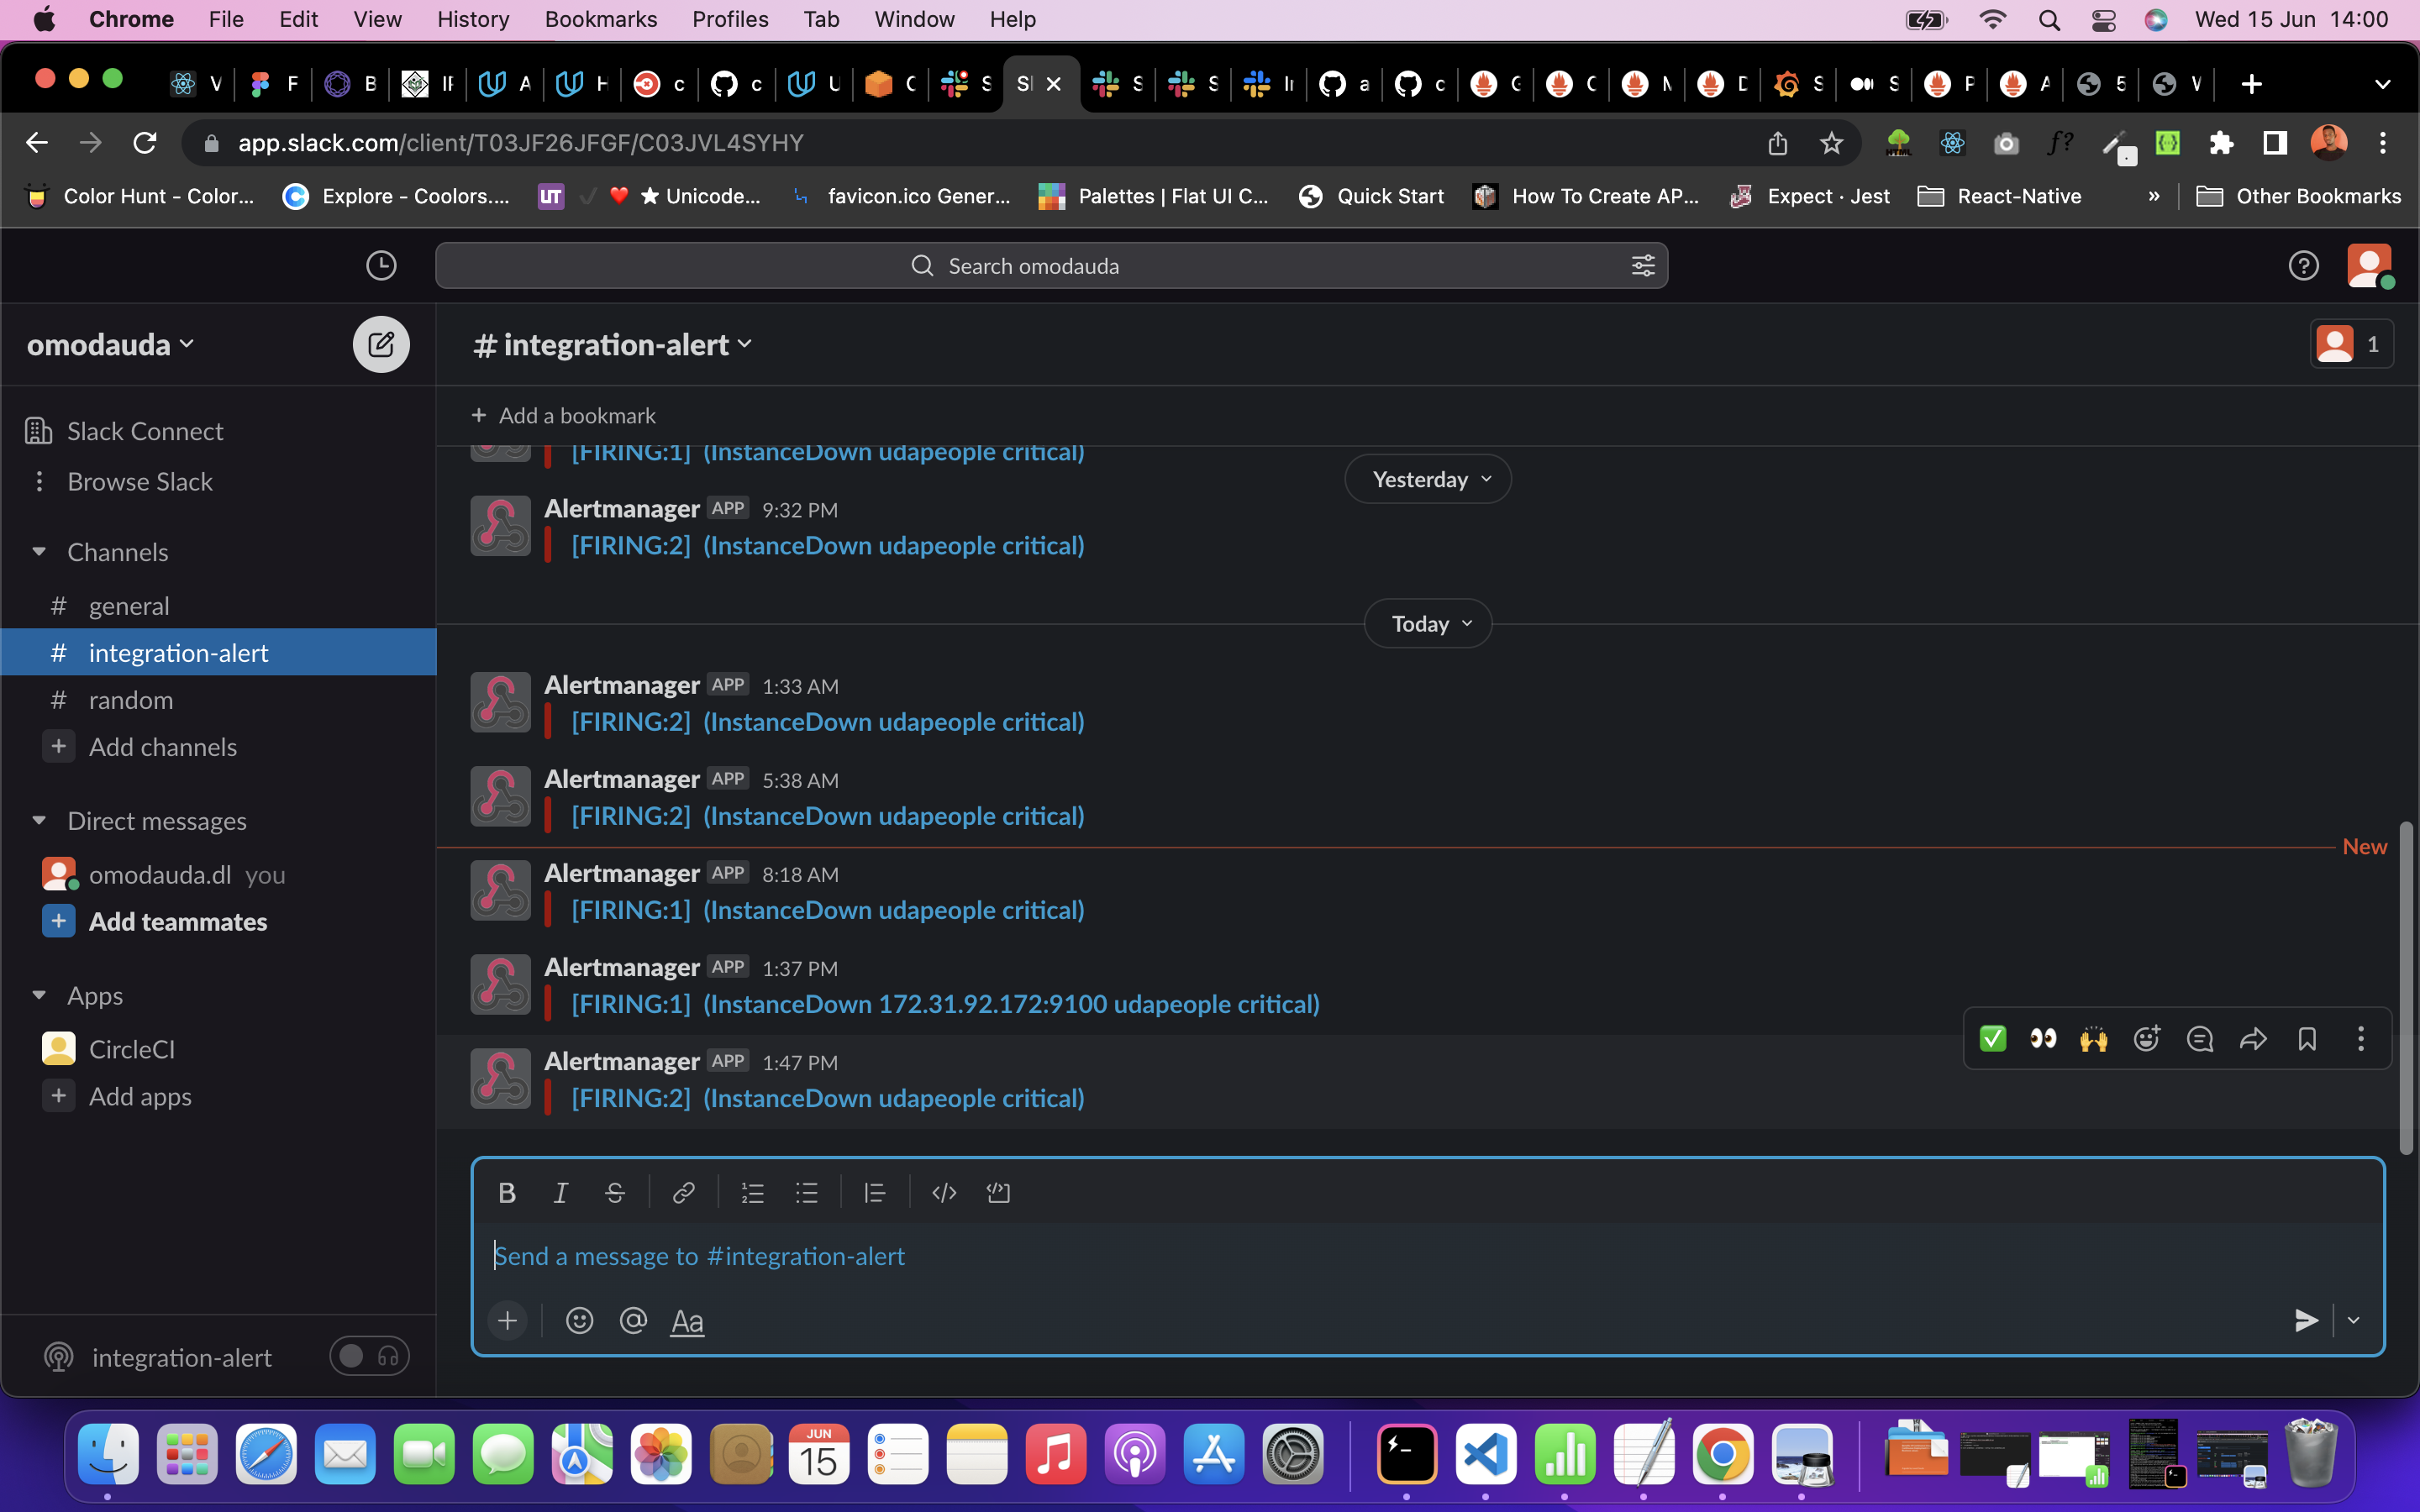 Chrome File Edit View History Bookmarks Profiles Tab Window Help Wed 15 Jun 14:00
V F B IF A H c c U C S Sl S S Ir a c G C M D S S P A 5 V
app.slack.com/client/T03JF26JFGF/C03JVL4SYHY
Color Hunt - Color... Explore - Coolors.... UT ✓ ❤ ★ Unicode... favicon.ico Gener... Palettes | Flat UI C... Quick Start How To Create AP... Expect · Jest React-Native » Other Bookmarks
Search omodauda
omodauda
# integration-alert
1
Slack Connect
Browse Slack
Channels
# general
# integration-alert
# random
+ Add channels
Direct messages
omodauda.dl you
+ Add teammates
Apps
CircleCI
+ Add apps
integration-alert
+ Add a bookmark
[FIRING:1] (InstanceDown udapeople critical)
Yesterday
Alertmanager APP 9:32 PM
[FIRING:2] (InstanceDown udapeople critical)
Today
Alertmanager APP 1:33 AM
[FIRING:2] (InstanceDown udapeople critical)
Alertmanager APP 5:38 AM
[FIRING:2] (InstanceDown udapeople critical)
New
Alertmanager APP 8:18 AM
[FIRING:1] (InstanceDown udapeople critical)
Alertmanager APP 1:37 PM
[FIRING:1] (InstanceDown 172.31.92.172:9100 udapeople critical)
Alertmanager APP 1:47 PM
[FIRING:2] (InstanceDown udapeople critical)
B I S
Send a message to #integration-alert
+ @ Aa
JUN
15